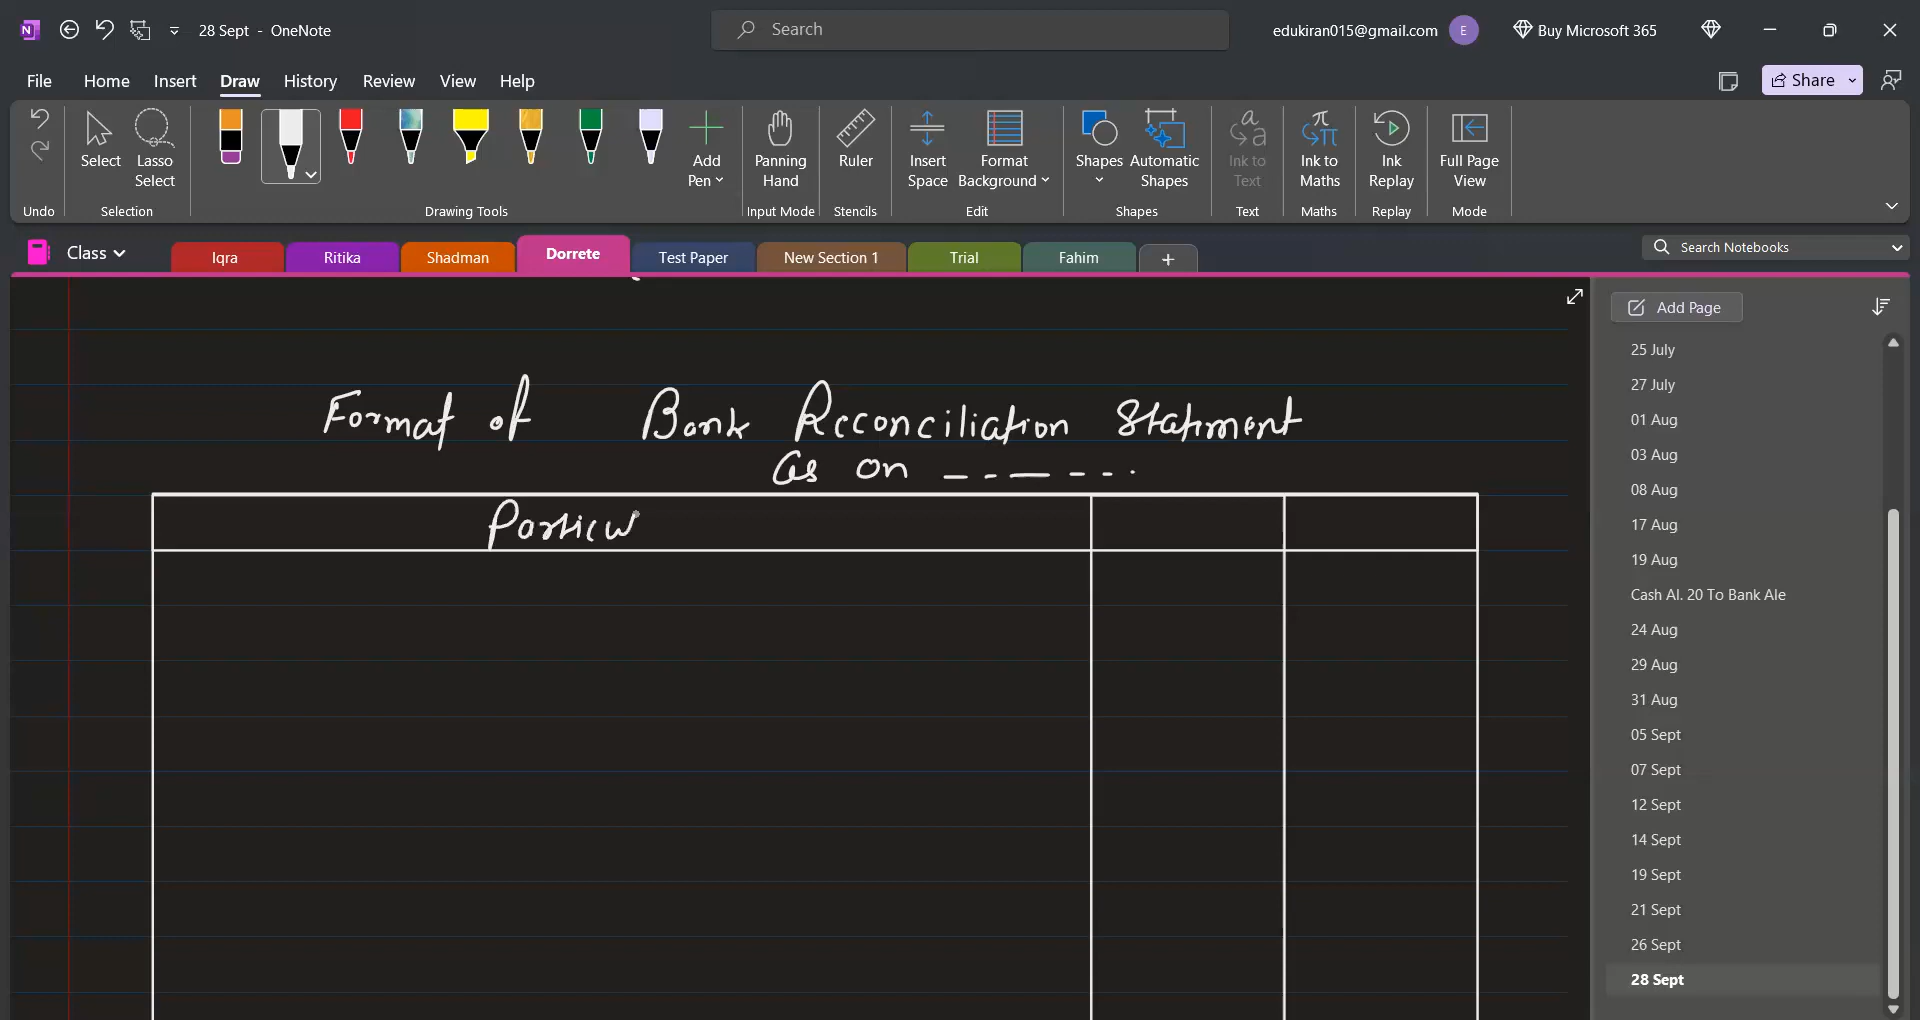 28 Sept - OneNote
Search
edukiran015@gmail.com
E
Buy Microsoft 365
File
Home
Insert
Draw
History
Review
View
Help
Share
Select
Lasso
Select
Add
Pen
Panning
Hand
Ruler
Insert
Space
Format
Background
Shapes
Automatic
Shapes
Ink to
Text
Ink to
Maths
Ink
Replay
Full Page
View
Undo
Selection
Drawing Tools
Input Mode
Stencils
Edit
Shapes
Text
Maths
Replay
Mode
Class
Iqra
Ritika
Shadman
Dorrete
Test Paper
New Section 1
Trial
Fahim
Search Notebooks
Format of Bank Reconciliation Statement
as on
Particu
Add Page
25 July
27 July
01 Aug
03 Aug
08 Aug
17 Aug
19 Aug
Cash Al. 20 To Bank Ale
24 Aug
29 Aug
31 Aug
05 Sept
07 Sept
12 Sept
14 Sept
19 Sept
21 Sept
26 Sept
28 Sept